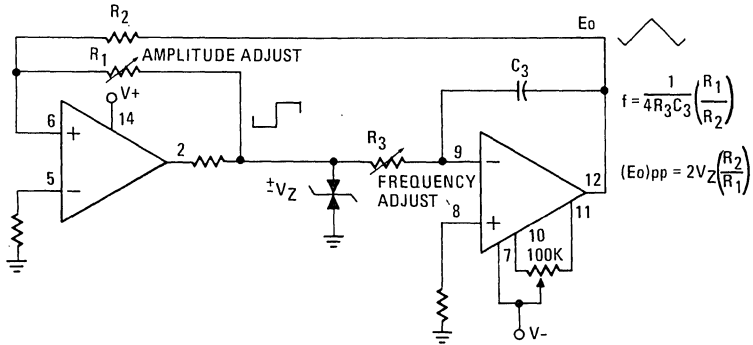 R2
Eo
R1
AMPLITUDE ADJUST
C3
V+
14
f = 1/4R3C3 (R1/R2)
6
+
2
R3
9
−
5
−
±VZ
FREQUENCY
ADJUST
12
(Eo)pp = 2VZ(R2/R1)
8
+
11
10
7
100K
V-